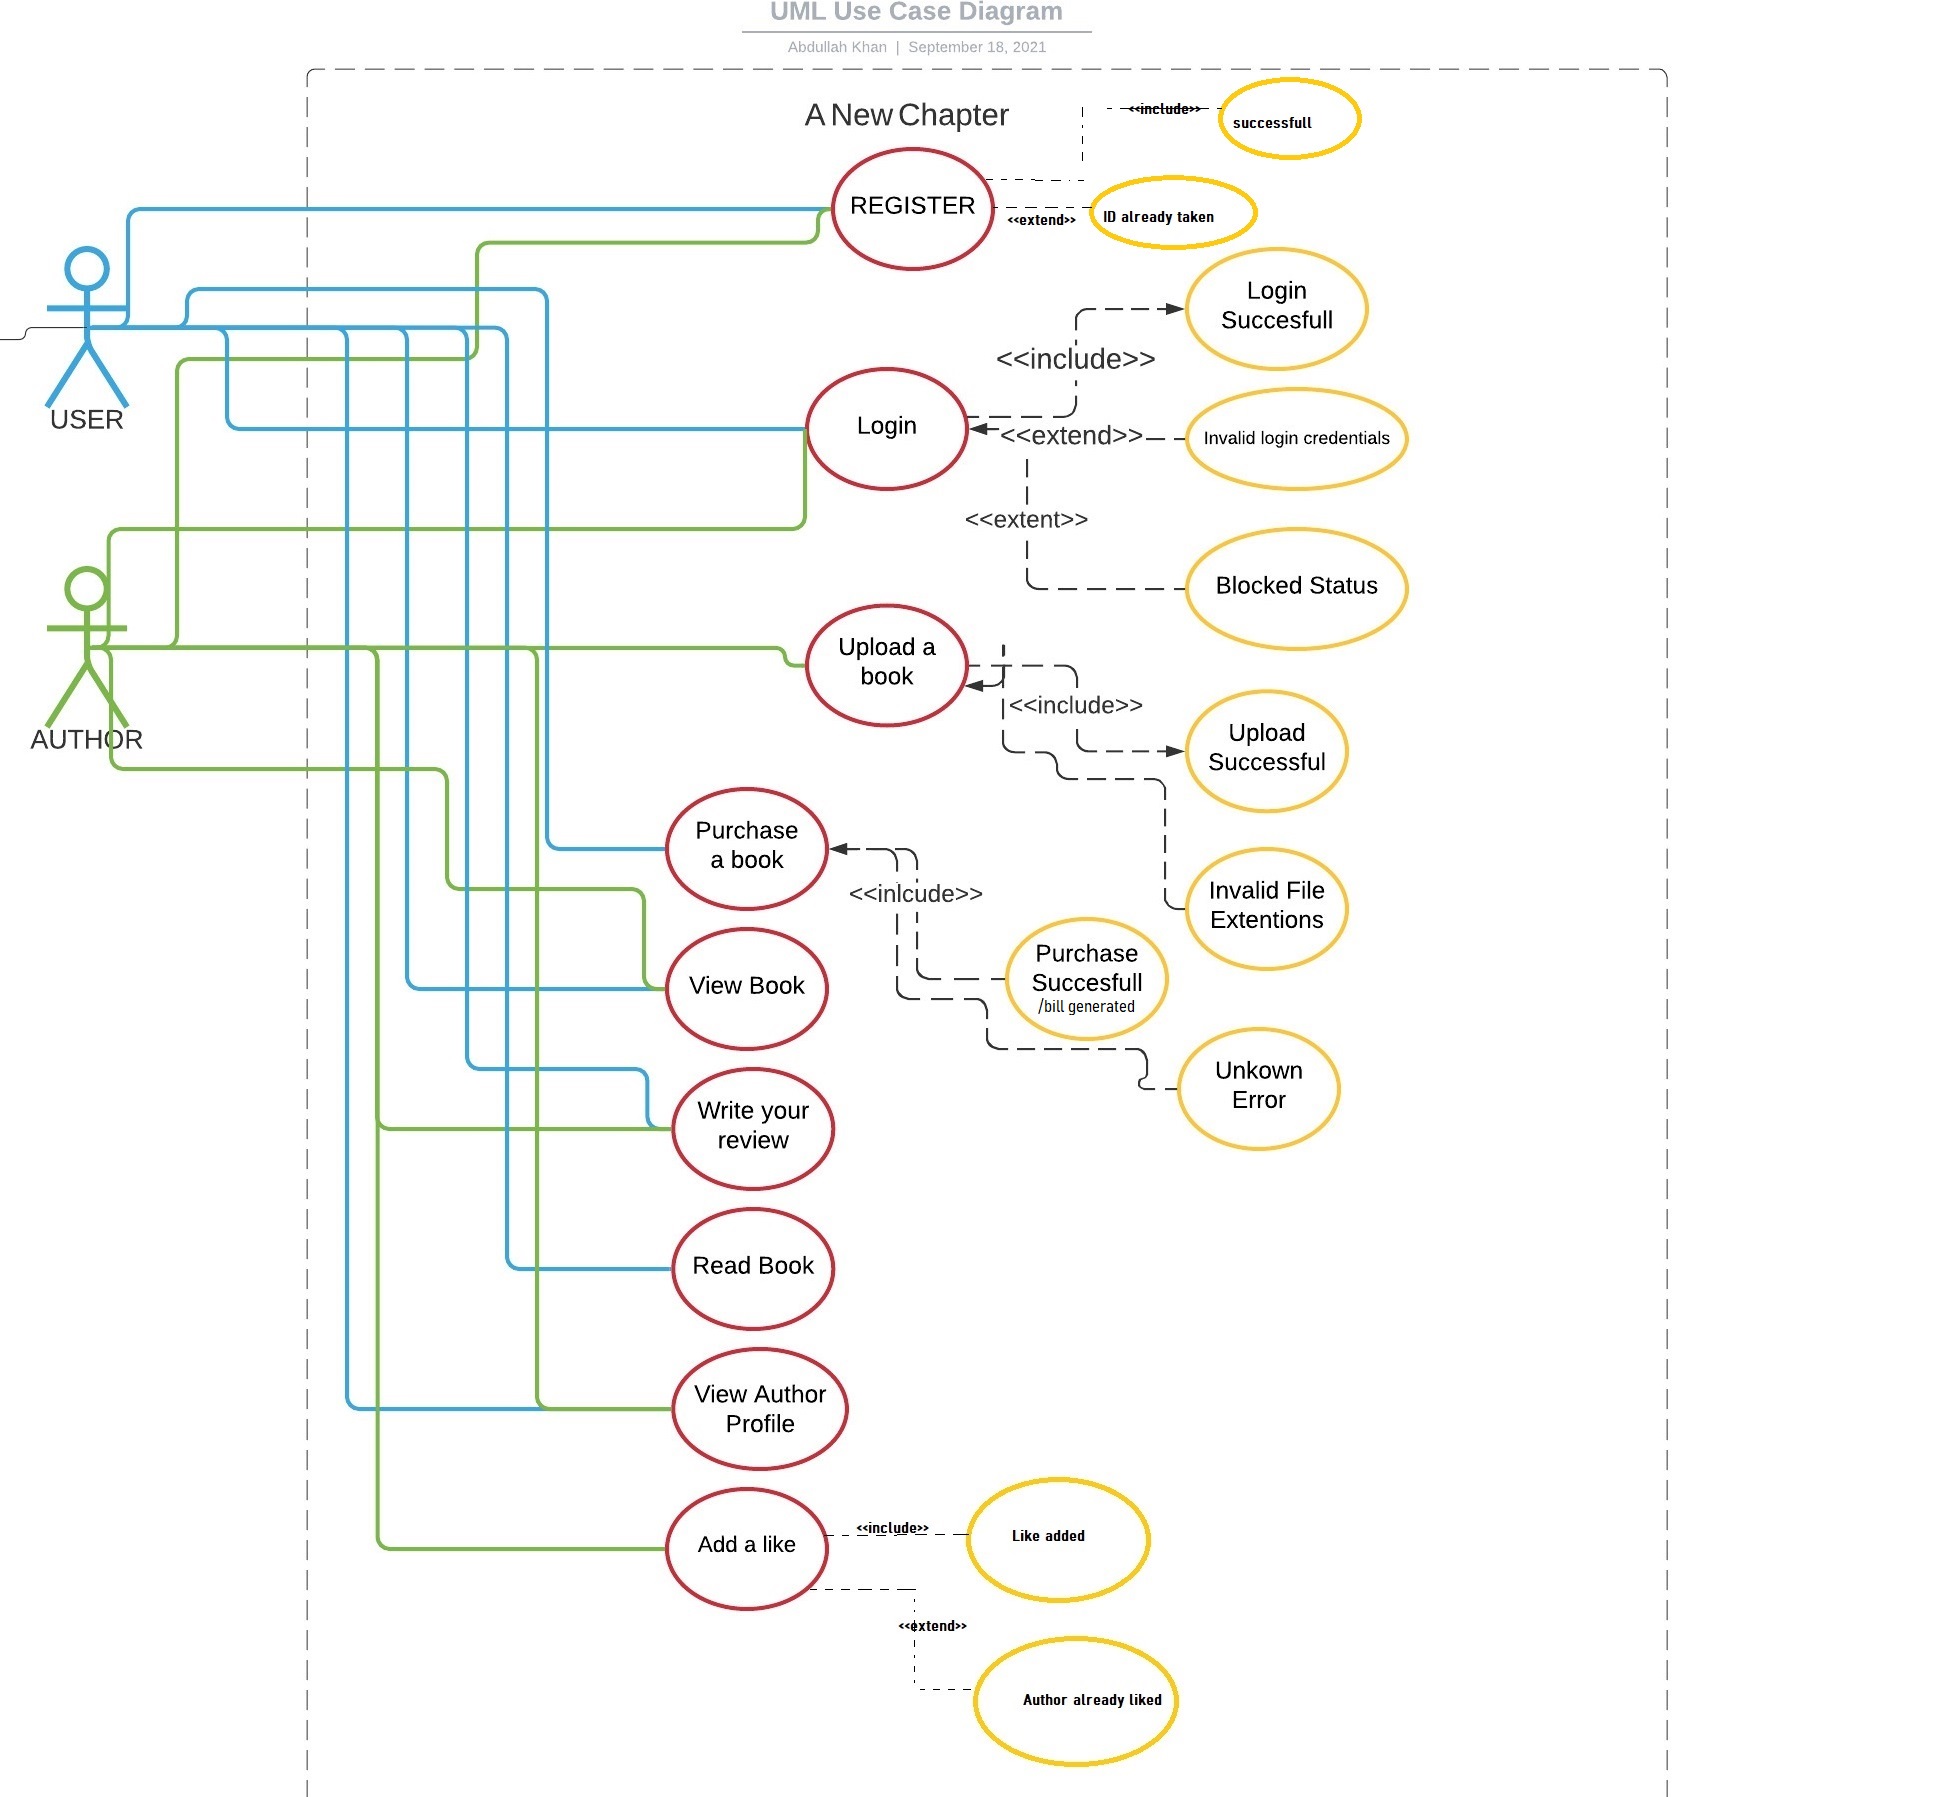 UML Use Case Diagram
Abdullah Khan | September 18, 2021
A New Chapter
<<include>>
successfull
REGISTER
<<extend>>
ID already taken
USER
Login
Succesfull
<<include>>
Login
<<extend>>
Invalid login credentials
<<extent>>
Blocked Status
AUTHOR
Upload a
book
<<include>>
Upload
Successful
Purchase
a book
<<inlcude>>
Invalid File
Extentions
Purchase
Succesfull
/bill generated
View Book
Unkown
Error
Write your
review
Read Book
View Author
Profile
Add a like
<<include>>
Like added
<<extend>>
Author already liked